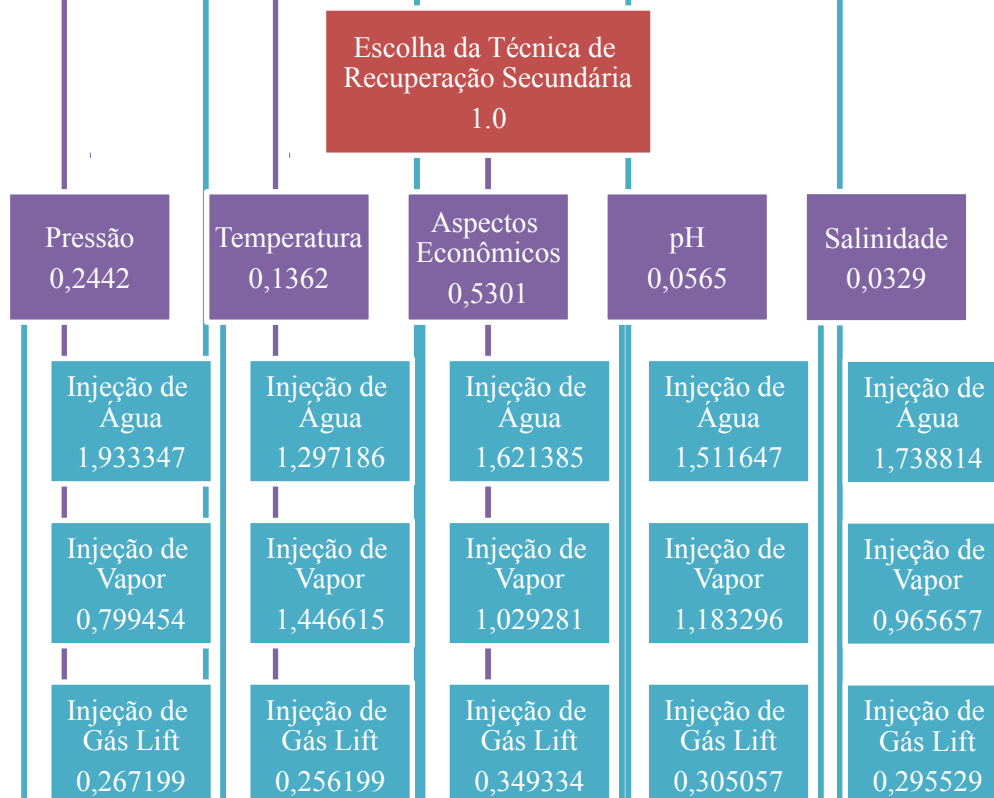 Escolha da Técnica de
Recuperação Secundária
1.0
Pressão
0,2442
Temperatura
0,1362
Aspectos
Econômicos
0,5301
pH
0,0565
Salinidade
0,0329
Injeção de
Água
1,933347
Injeção de
Água
1,297186
Injeção de
Água
1,621385
Injeção de
Água
1,511647
Injeção de
Água
1,738814
Injeção de
Vapor
0,799454
Injeção de
Vapor
1,446615
Injeção de
Vapor
1,029281
Injeção de
Vapor
1,183296
Injeção de
Vapor
0,965657
Injeção de
Gás Lift
0,267199
Injeção de
Gás Lift
0,256199
Injeção de
Gás Lift
0,349334
Injeção de
Gás Lift
0,305057
Injeção de
Gás Lift
0,295529